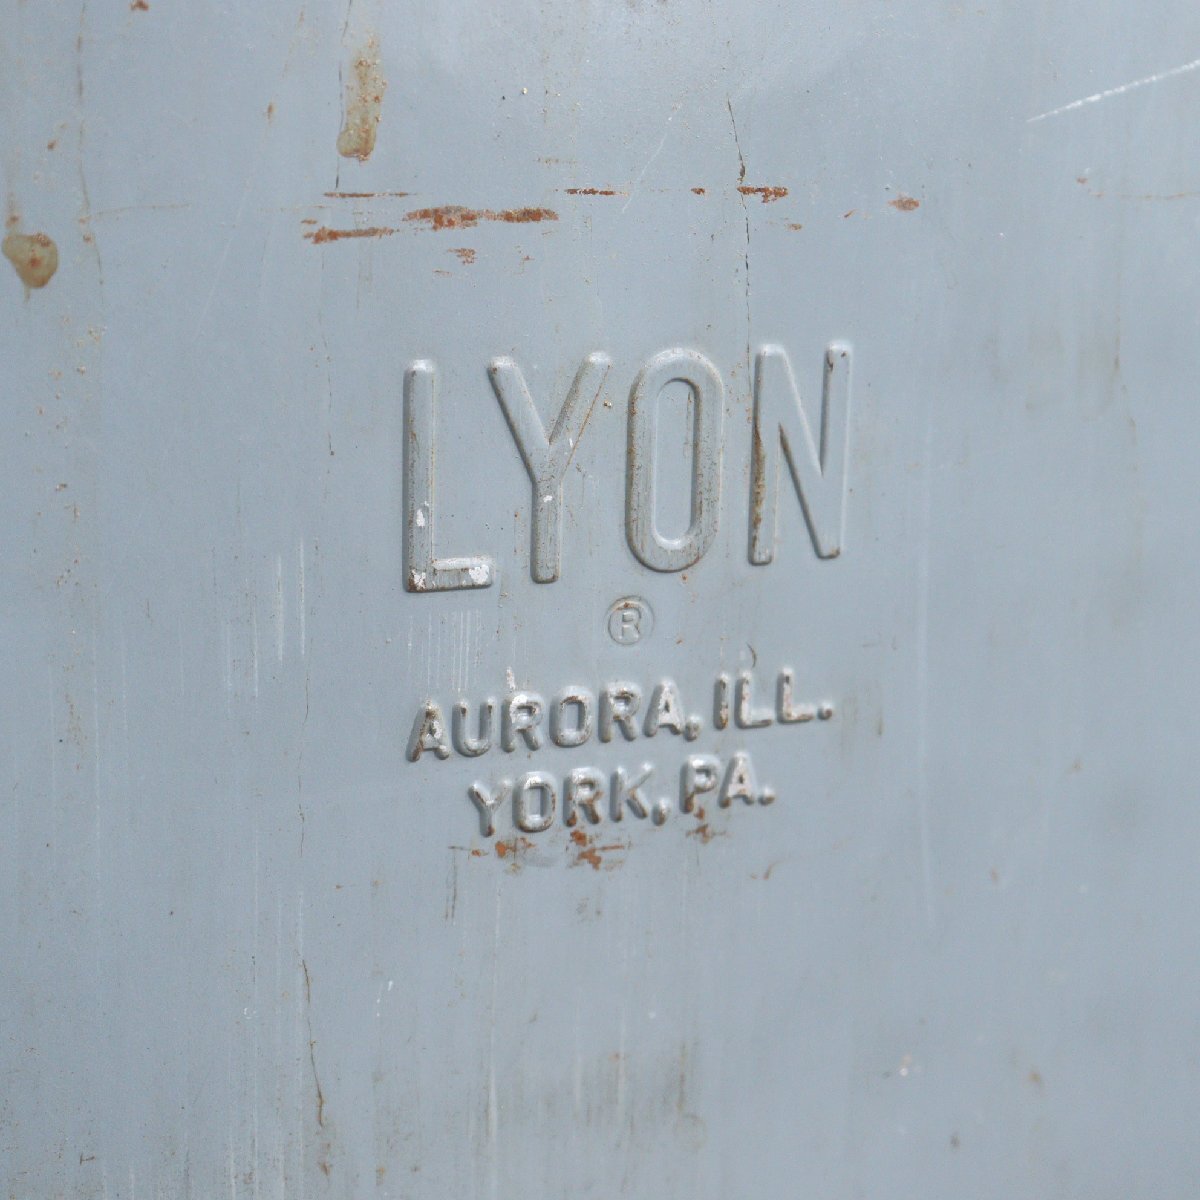 LYON
®
AURORA, ILL.
YORK, PA.